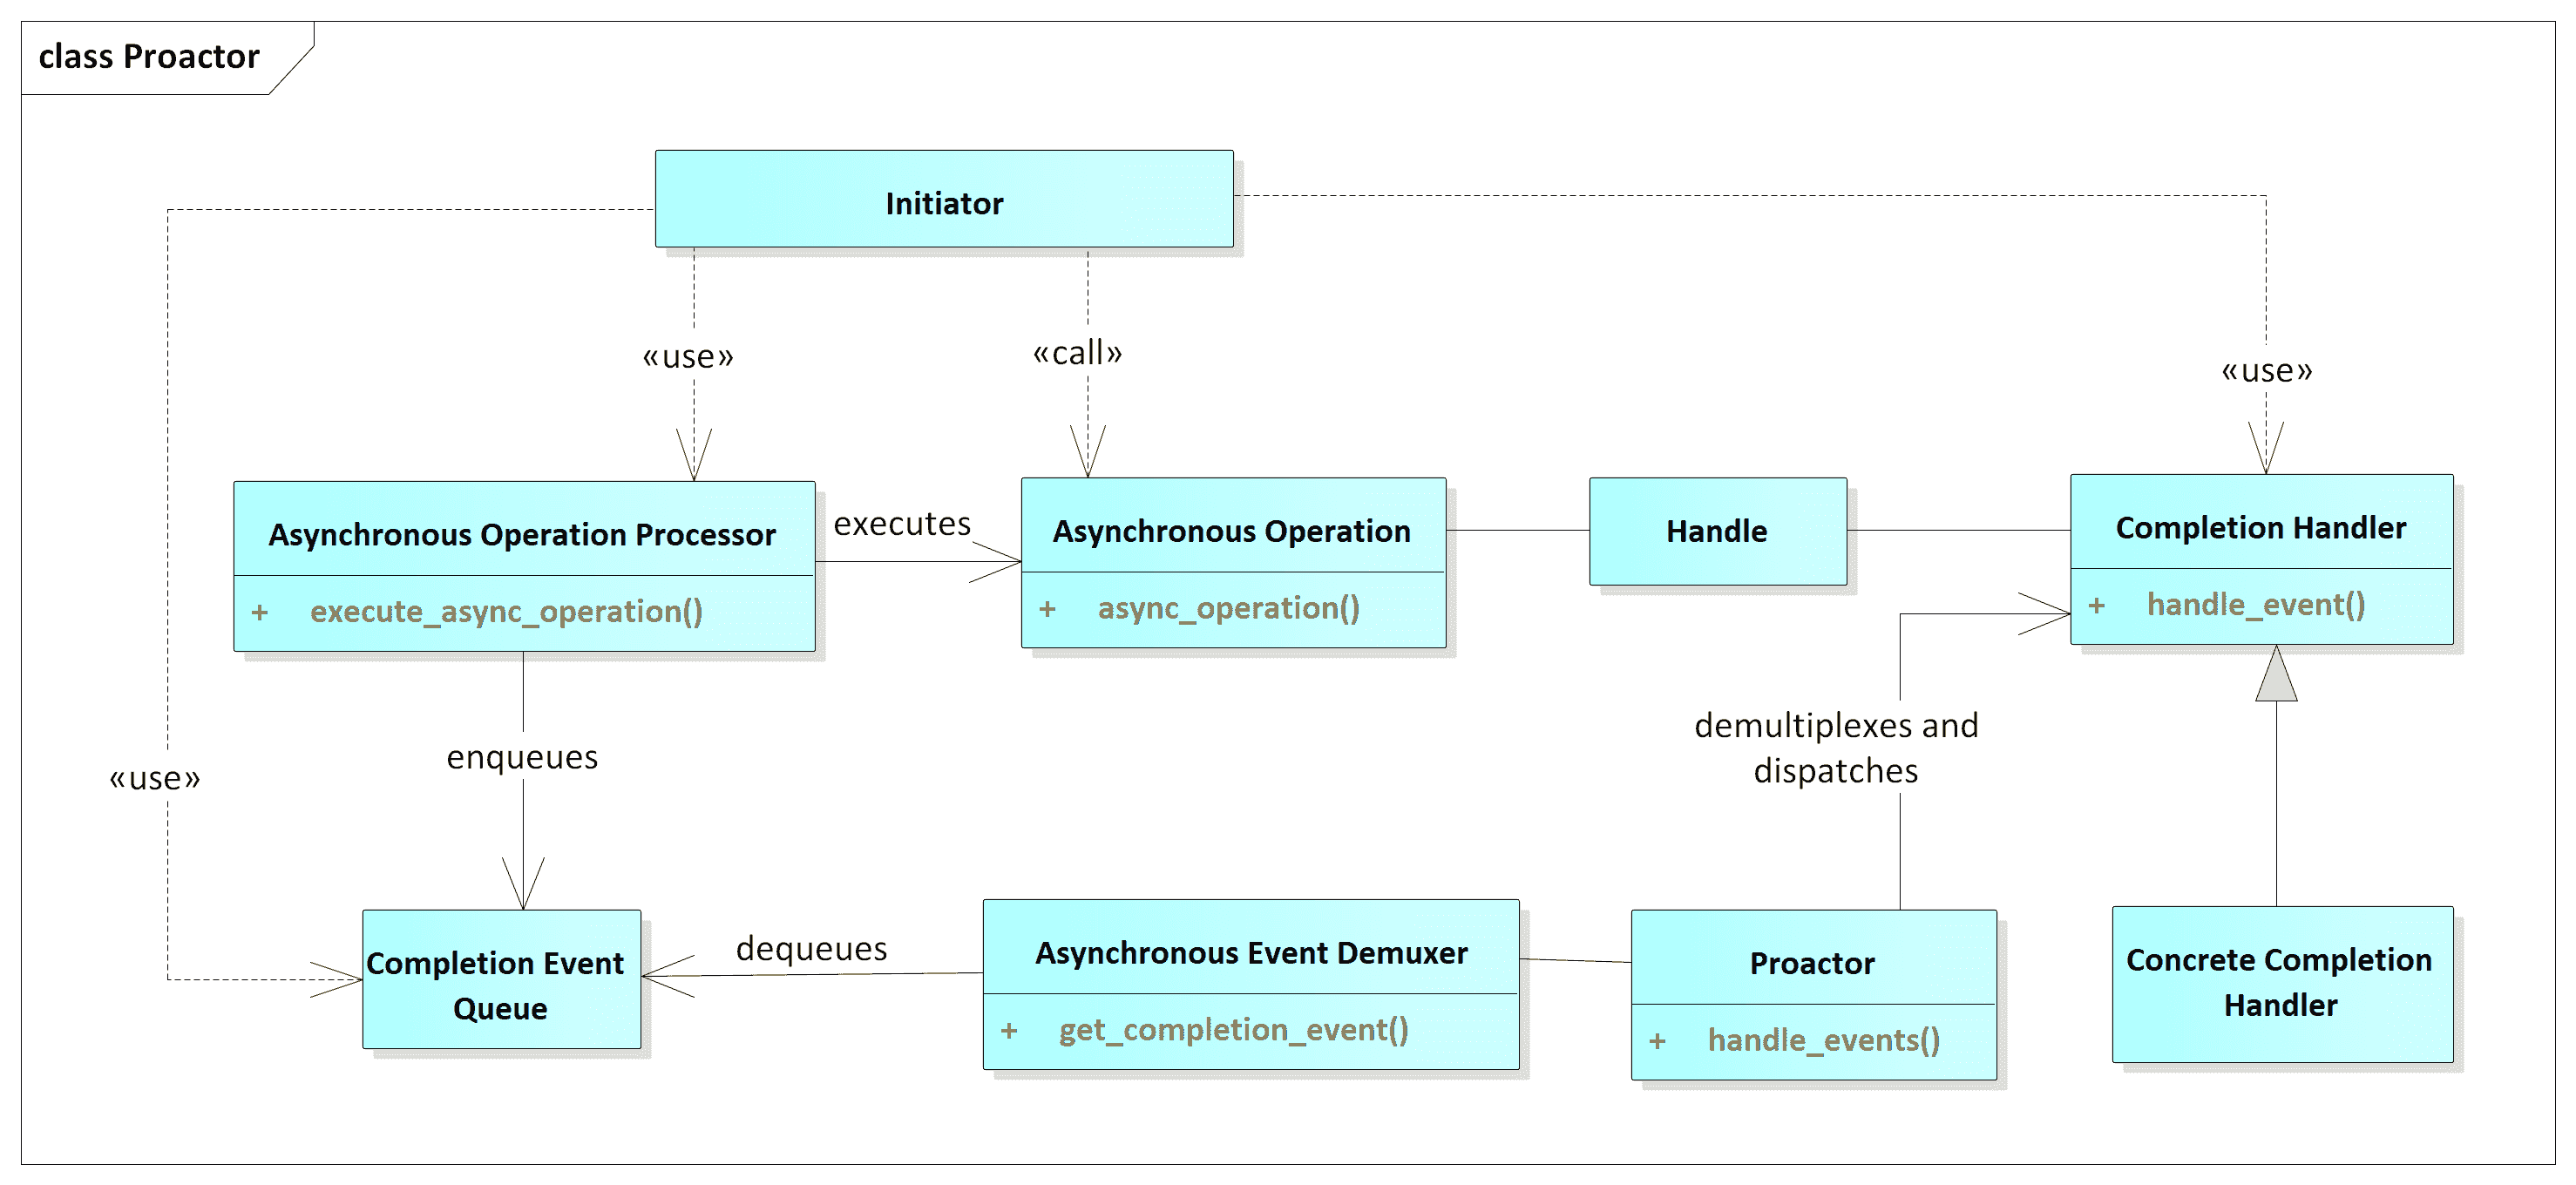 class Proactor
Initiator
«use»
«call»
«use»
Asynchronous Operation Processor
+ execute_async_operation()
executes
Asynchronous Operation
+ async_operation()
Handle
Completion Handler
+ handle_event()
demultiplexes and
dispatches
enqueues
«use»
Completion Event
Queue
dequeues
Asynchronous Event Demuxer
+ get_completion_event()
Proactor
+ handle_events()
Concrete Completion
Handler